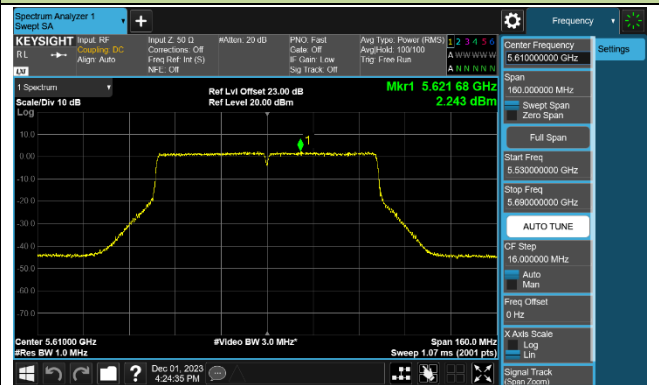 Spectrum Analyzer 1
Swept SA
Frequency
KEYSIGHT
RL
LXI
Input: RF
Coupling: DC
Align: Auto
Input Z: 50 Ω
Corrections: Off
Freq Ref: Int (S)
NFE: Off
#Atten: 20 dB
PNO: Fast
Gate: Off
IF Gain: Low
Sig Track: Off
Avg Type: Power (RMS)
Avg|Hold: 100/100
Trig: Free Run
1 2 3 4 5 6
A W W W W W
A N N N N N
1 Spectrum
Scale/Div 10 dB
Log
Ref Lvl Offset 23.00 dB
Ref Level 20.00 dBm
Mkr1 5.621 68 GHz
2.243 dBm
1
10.0
0.00
-10.0
-20.0
-30.0
-40.0
-50.0
-60.0
-70.0
Center 5.61000 GHz
#Res BW 1.0 MHz
#Video BW 3.0 MHz*
Span 160.0 MHz
Sweep 1.07 ms (2001 pts)
Dec 01, 2023
4:24:35 PM
Center Frequency
5.610000000 GHz
Settings
Span
160.000000 MHz
Swept Span
Zero Span
Full Span
Start Freq
5.530000000 GHz
Stop Freq
5.690000000 GHz
AUTO TUNE
CF Step
16.000000 MHz
Auto
Man
Freq Offset
0 Hz
X Axis Scale
Log
Lin
Signal Track
(Span Zoom)